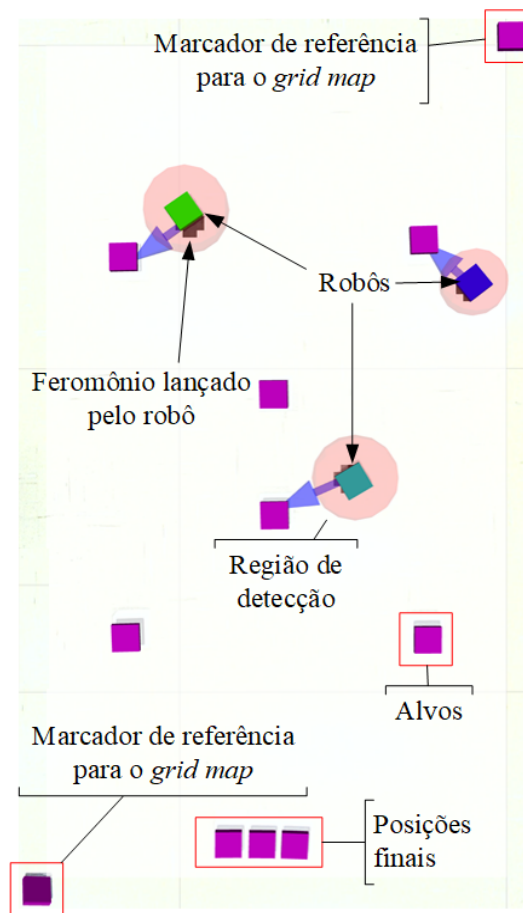 Marcador de referência
para o grid map
Robôs
Feromônio lançado
pelo robô
Região de
detecção
Alvos
Marcador de referência
para o grid map
Posições
finais